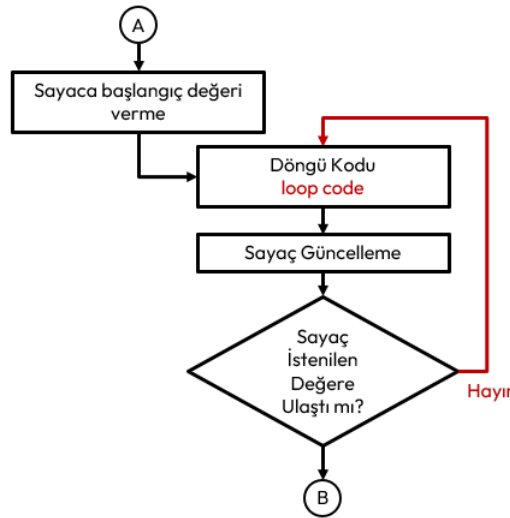 A
Sayaca başlangıç değeri
verme
Döngü Kodu
loop code
Sayaç Güncelleme
Sayaç
İstenilen
Değere
Ulaştı mı?
Hayır
B